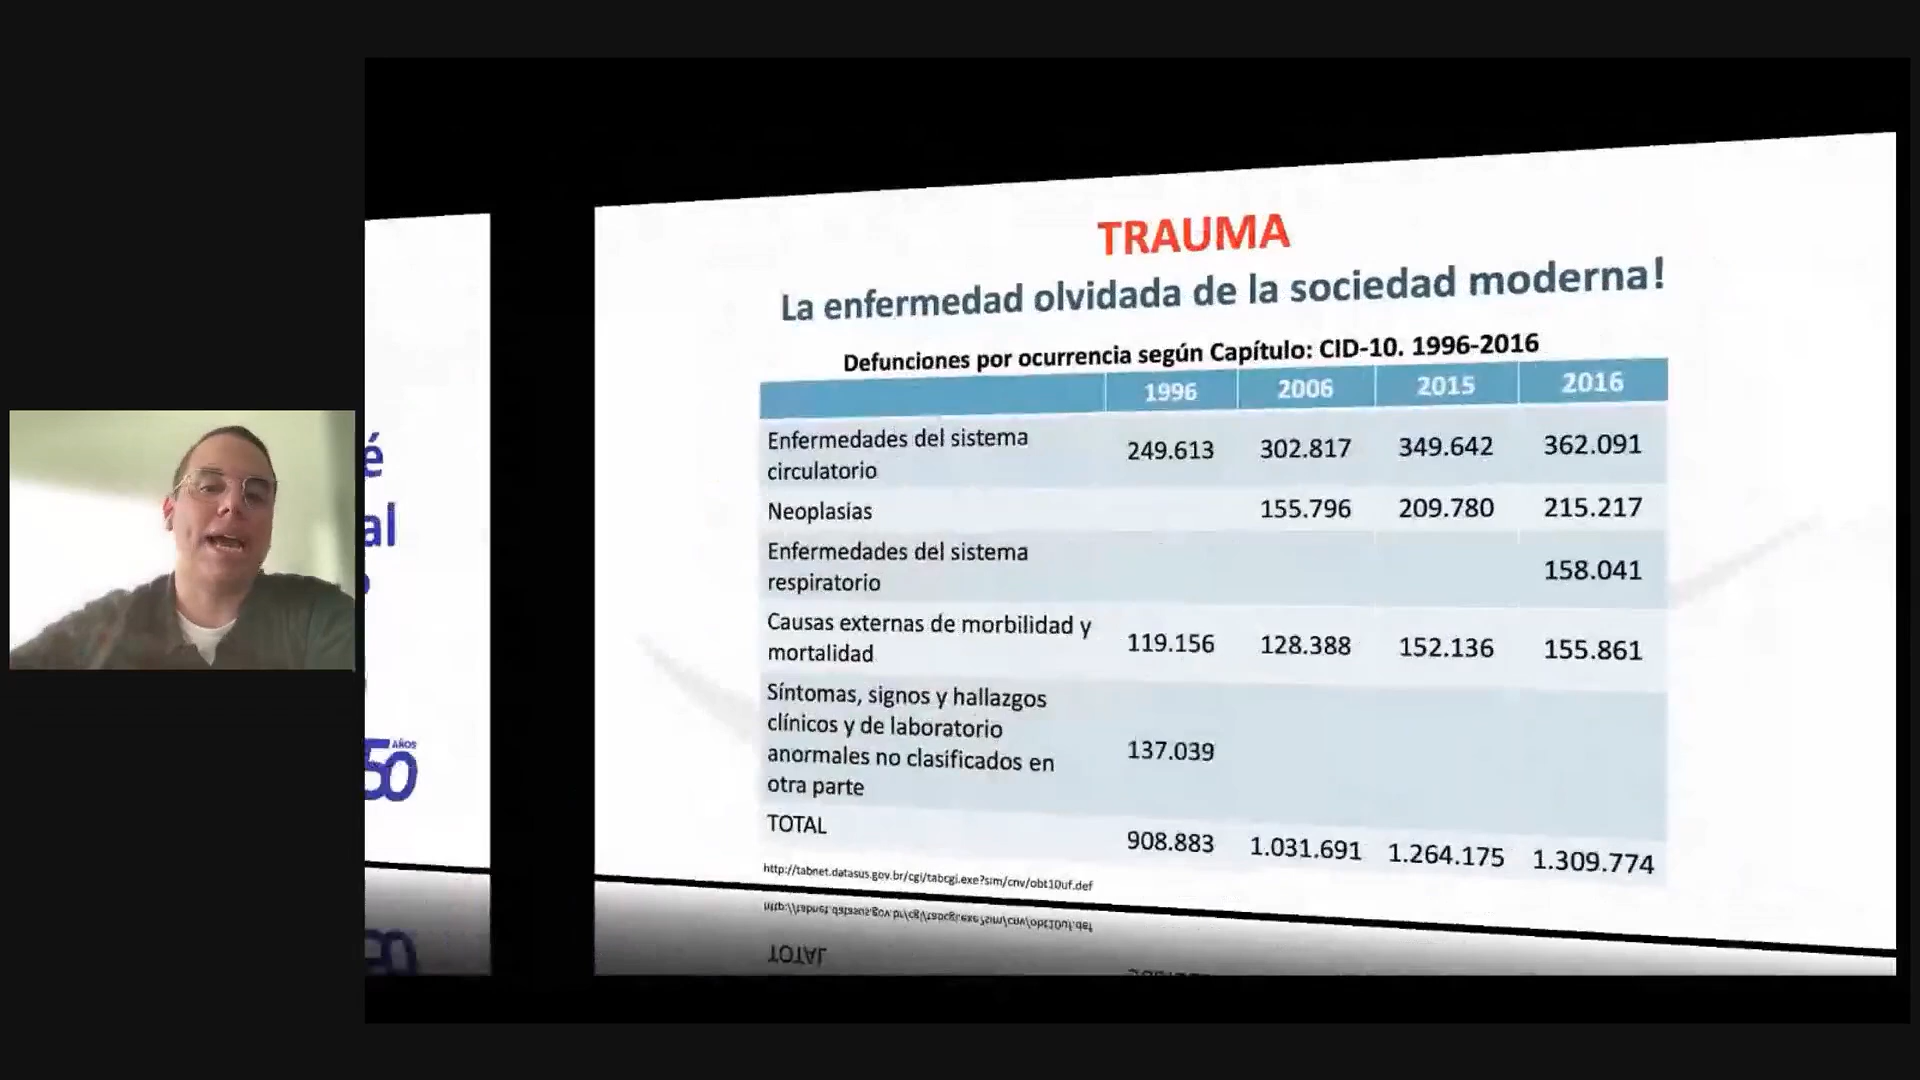 é
al
50 AÑOS
TRAUMA
La enfermedad olvidada de la sociedad moderna!
Defunciones por ocurrencia según Capítulo: CID-10. 1996-2016
1996 2006 2015 2016
Enfermedades del sistema
circulatorio
249.613 302.817 349.642 362.091
Neoplasias 155.796 209.780 215.217
Enfermedades del sistema
respiratorio
158.041
Causas externas de morbilidad y
mortalidad
119.156 128.388 152.136 155.861
Síntomas, signos y hallazgos
clínicos y de laboratorio
anormales no clasificados en
otra parte
137.039
TOTAL
908.883 1.031.691 1.264.175 1.309.774
http://tabnet.datasus.gov.br/cgi/tabcgi.exe?sim/cnv/obt10uf.def